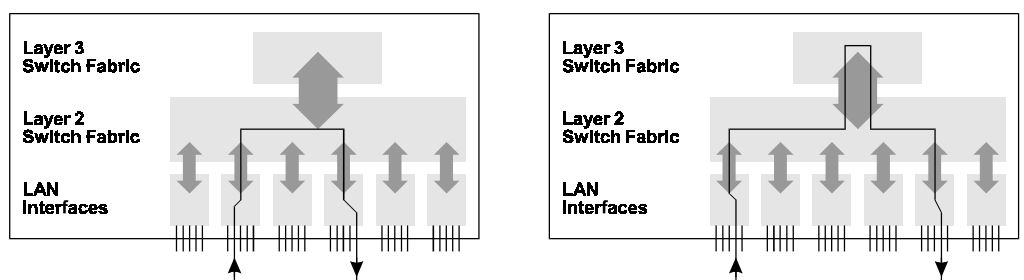 Layer 3
Switch Fabric
Layer 2
Switch Fabric
LAN
Interfaces
Layer 3
Switch Fabric
Layer 2
Switch Fabric
LAN
Interfaces